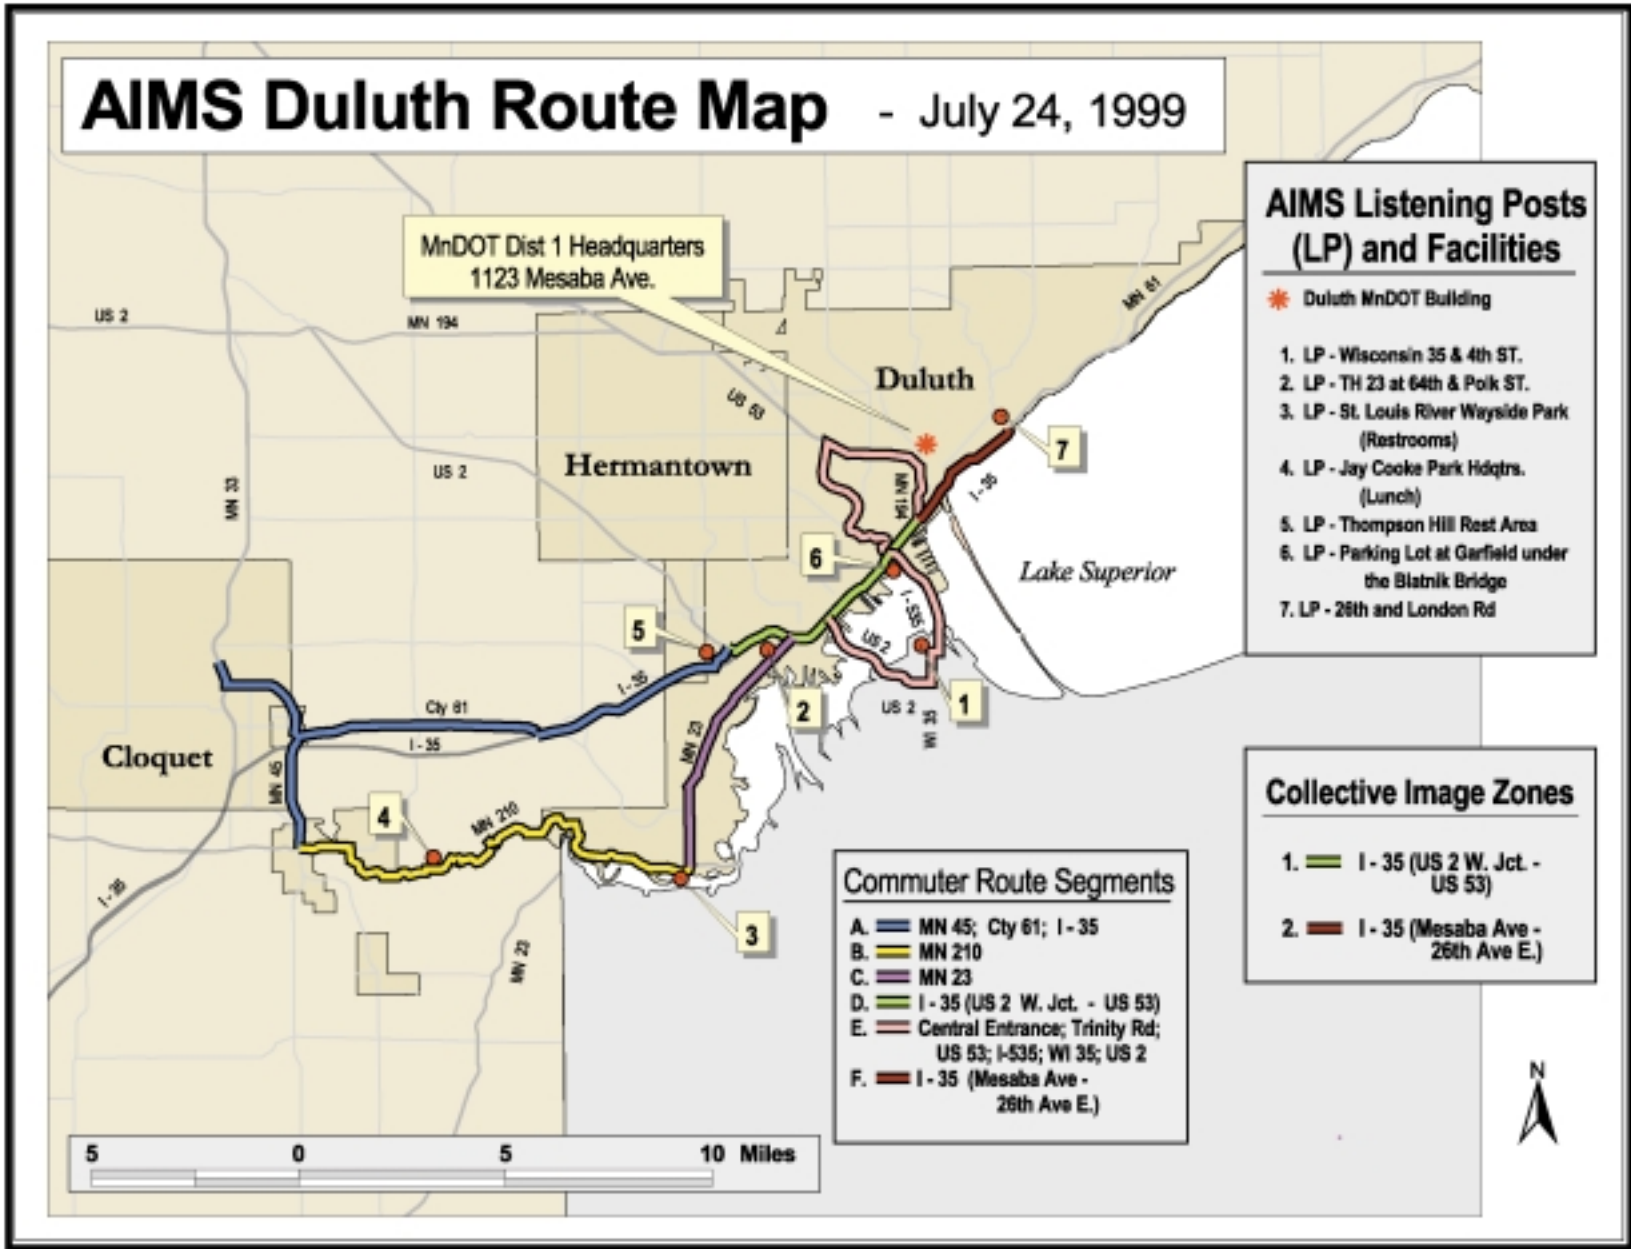 AIMS Duluth Route Map - July 24, 1999
MnDOT Dist 1 Headquarters
1123 Mesaba Ave.
US 2
MN 194
MN 33
US 2
US 53
Hermantown
Duluth
MN 61
MN 194
I - 35
7
6
Lake Superior
I - 535
US 2
5
I - 35
Cty 61
I - 35
2
1
US 2
WI 35
MN 23
Cloquet
MN 45
4
MN 210
I - 35
3
MN 23
AIMS Listening Posts
(LP) and Facilities
Duluth MnDOT Building
1. LP - Wisconsin 35 & 4th ST.
2. LP - TH 23 at 64th & Polk ST.
3. LP - St. Louis River Wayside Park
(Restrooms)
4. LP - Jay Cooke Park Hdqtrs.
(Lunch)
5. LP - Thompson Hill Rest Area
6. LP - Parking Lot at Garfield under
the Blatnik Bridge
7. LP - 26th and London Rd
Collective Image Zones
1. I - 35 (US 2 W. Jct. -
US 53)
2. I - 35 (Mesaba Ave -
26th Ave E.)
Commuter Route Segments
A. MN 45; Cty 61; I - 35
B. MN 210
C. MN 23
D. I - 35 (US 2 W. Jct. - US 53)
E. Central Entrance; Trinity Rd;
US 53; I-535; WI 35; US 2
F. I - 35 (Mesaba Ave -
26th Ave E.)
N
5 0 5 10 Miles